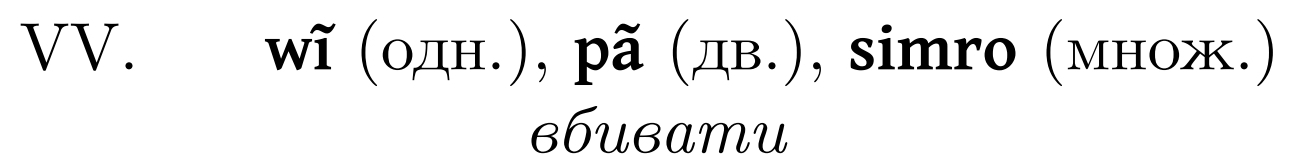 VV. wĩ (одн.), pã (дв.), simro (множ.)
вбивати